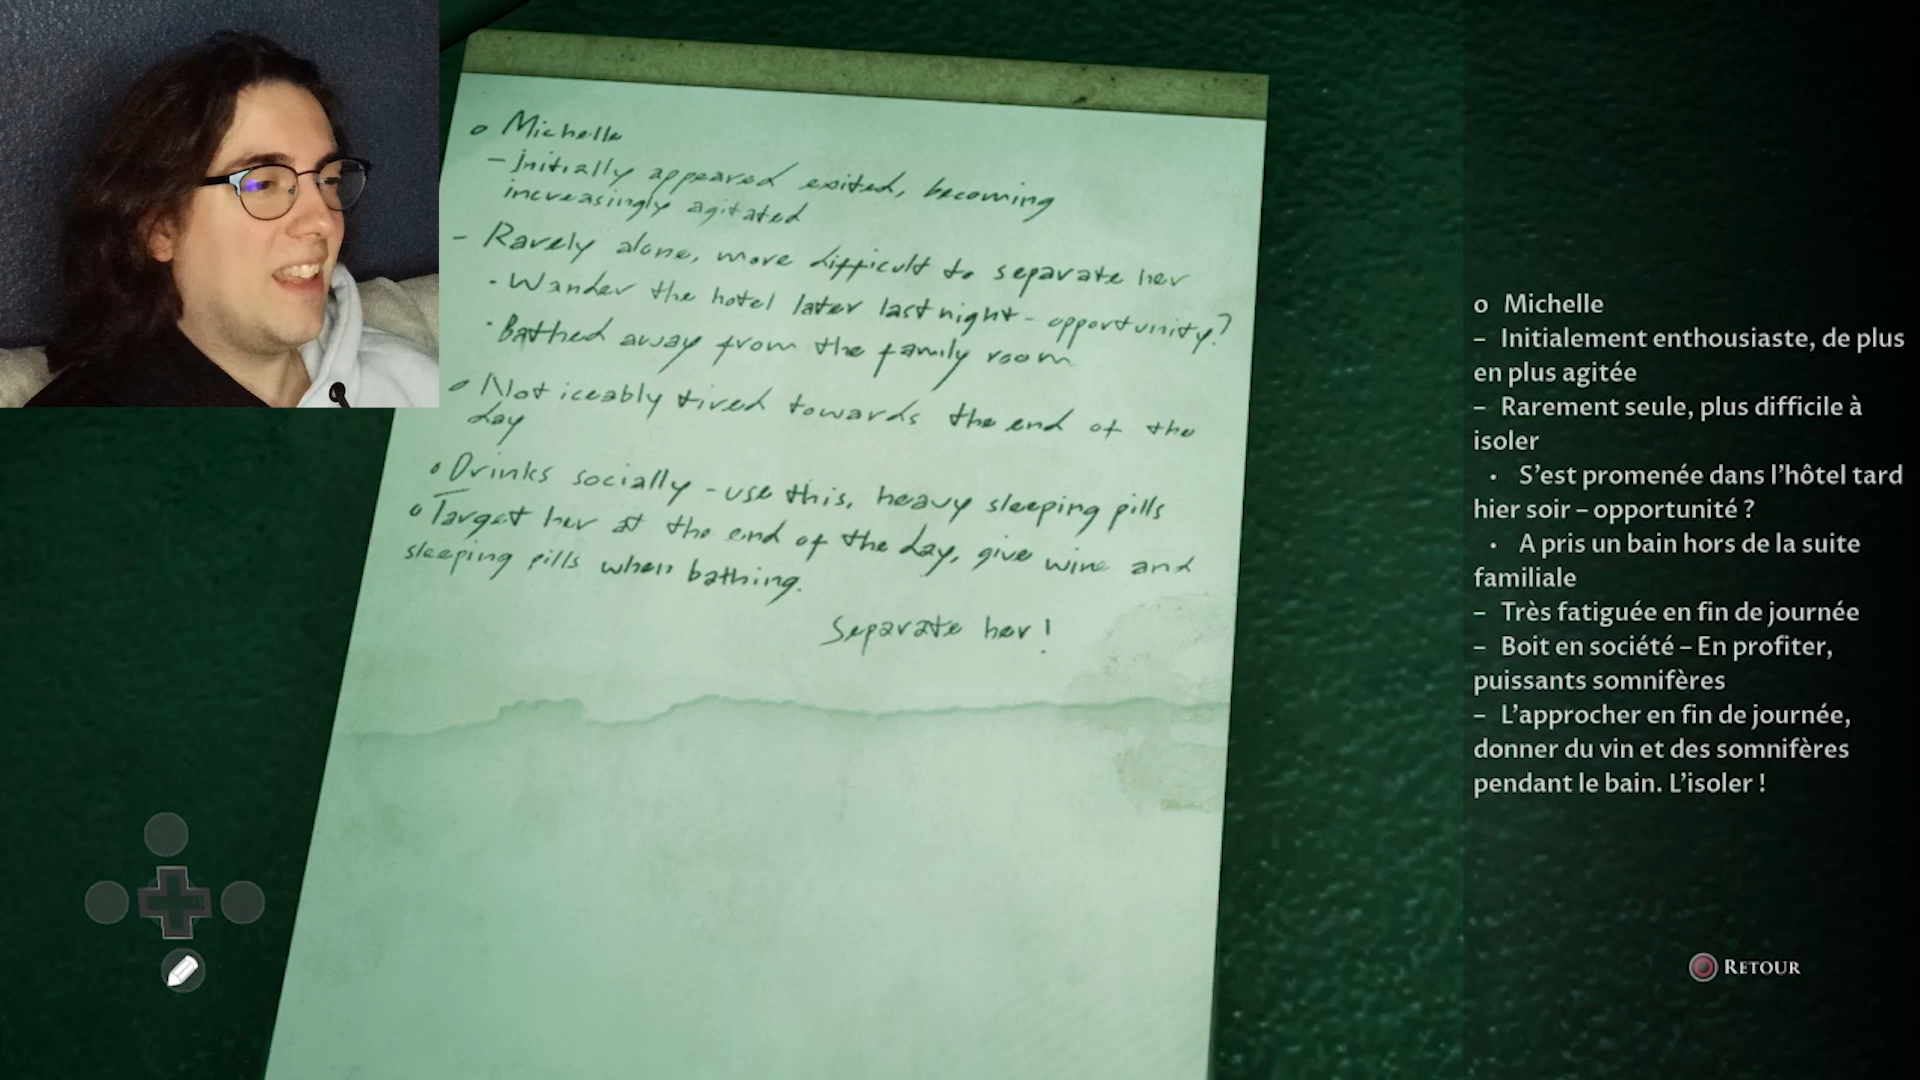 o Michelle
- Initially appeared exited, becoming
increasingly agitated
- Rarely alone, more difficult to separate her
· Wander the hotel later last night - opportunity?
· Bathed away from the family room
o Noticeably tired towards the end of the
day
o Drinks socially - use this, heavy sleeping pills
o Target her at the end of the day, give wine and
sleeping pills when bathing.
Separate her!
o Michelle
– Initialement enthousiaste, de plus
en plus agitée
– Rarement seule, plus difficile à
isoler
· S'est promenée dans l'hôtel tard
hier soir – opportunité ?
· A pris un bain hors de la suite
familiale
– Très fatiguée en fin de journée
– Boit en société – En profiter,
puissants somnifères
– L'approcher en fin de journée,
donner du vin et des somnifères
pendant le bain. L'isoler !
RETOUR